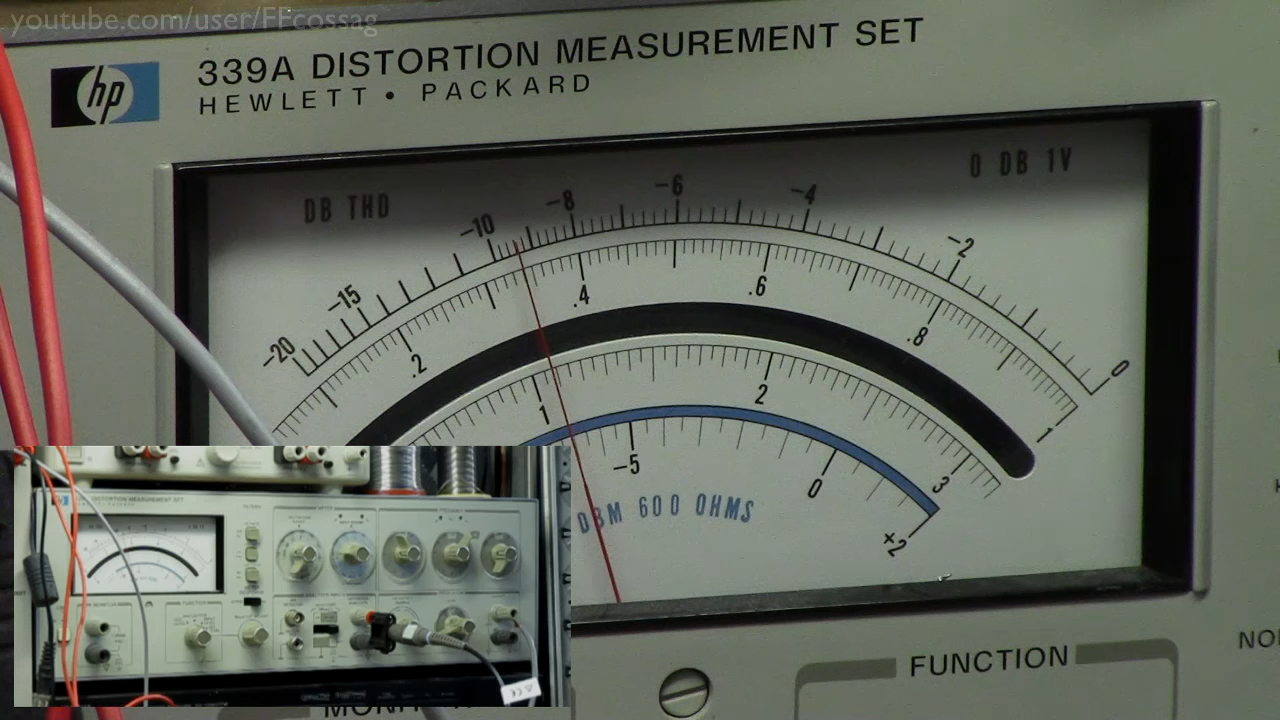 youtube.com/user/FFcossag
hp
339A DISTORTION MEASUREMENT SET
HEWLETT • PACKARD
DB THD
0 DB 1V
-20 -15 -10 -8 -6 -4 -2 0
.2 .4 .6 .8 1
1 2 3
-5 0 +2
DBM 600 OHMS
FUNCTION
DISTORTION MEASUREMENT SET
FUNCTION